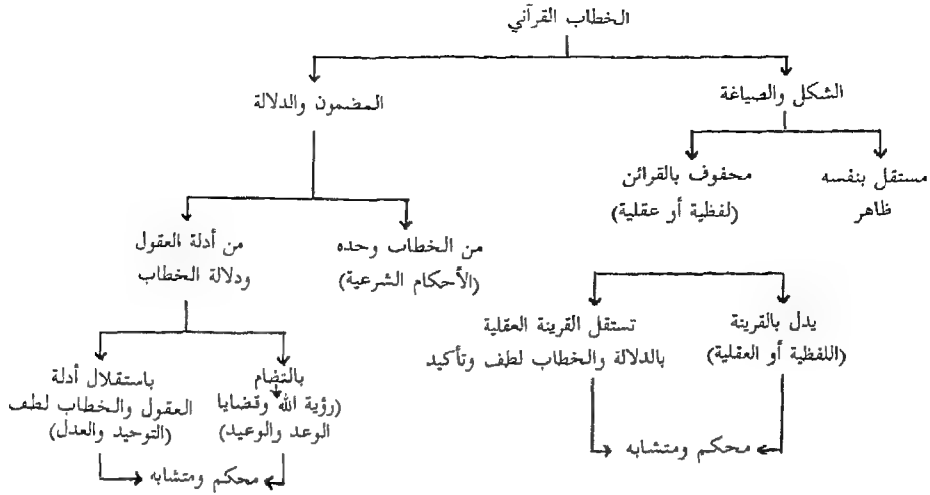 الخطاب القرآني
الشكل والصياغة
المضمون والدلالة
مستقل بنفسه
ظاهر
محفوف بالقرائن
(لفظية أو عقلية)
من الخطاب وحده
(الأحكام الشرعية)
من أدلة العقول
ودلالة الخطاب
يدل بالقرينة
(اللفظية أو العقلية)
تستقل القرينة العقلية
بالدلالة والخطاب لطف وتأكيد
محكم ومتشابه
بالتضام
(رؤية الله وقضايا
الوعد والوعيد)
باستقلال أدلة
العقول والخطاب لطف
(التوحيد والعدل)
محكم ومتشابه